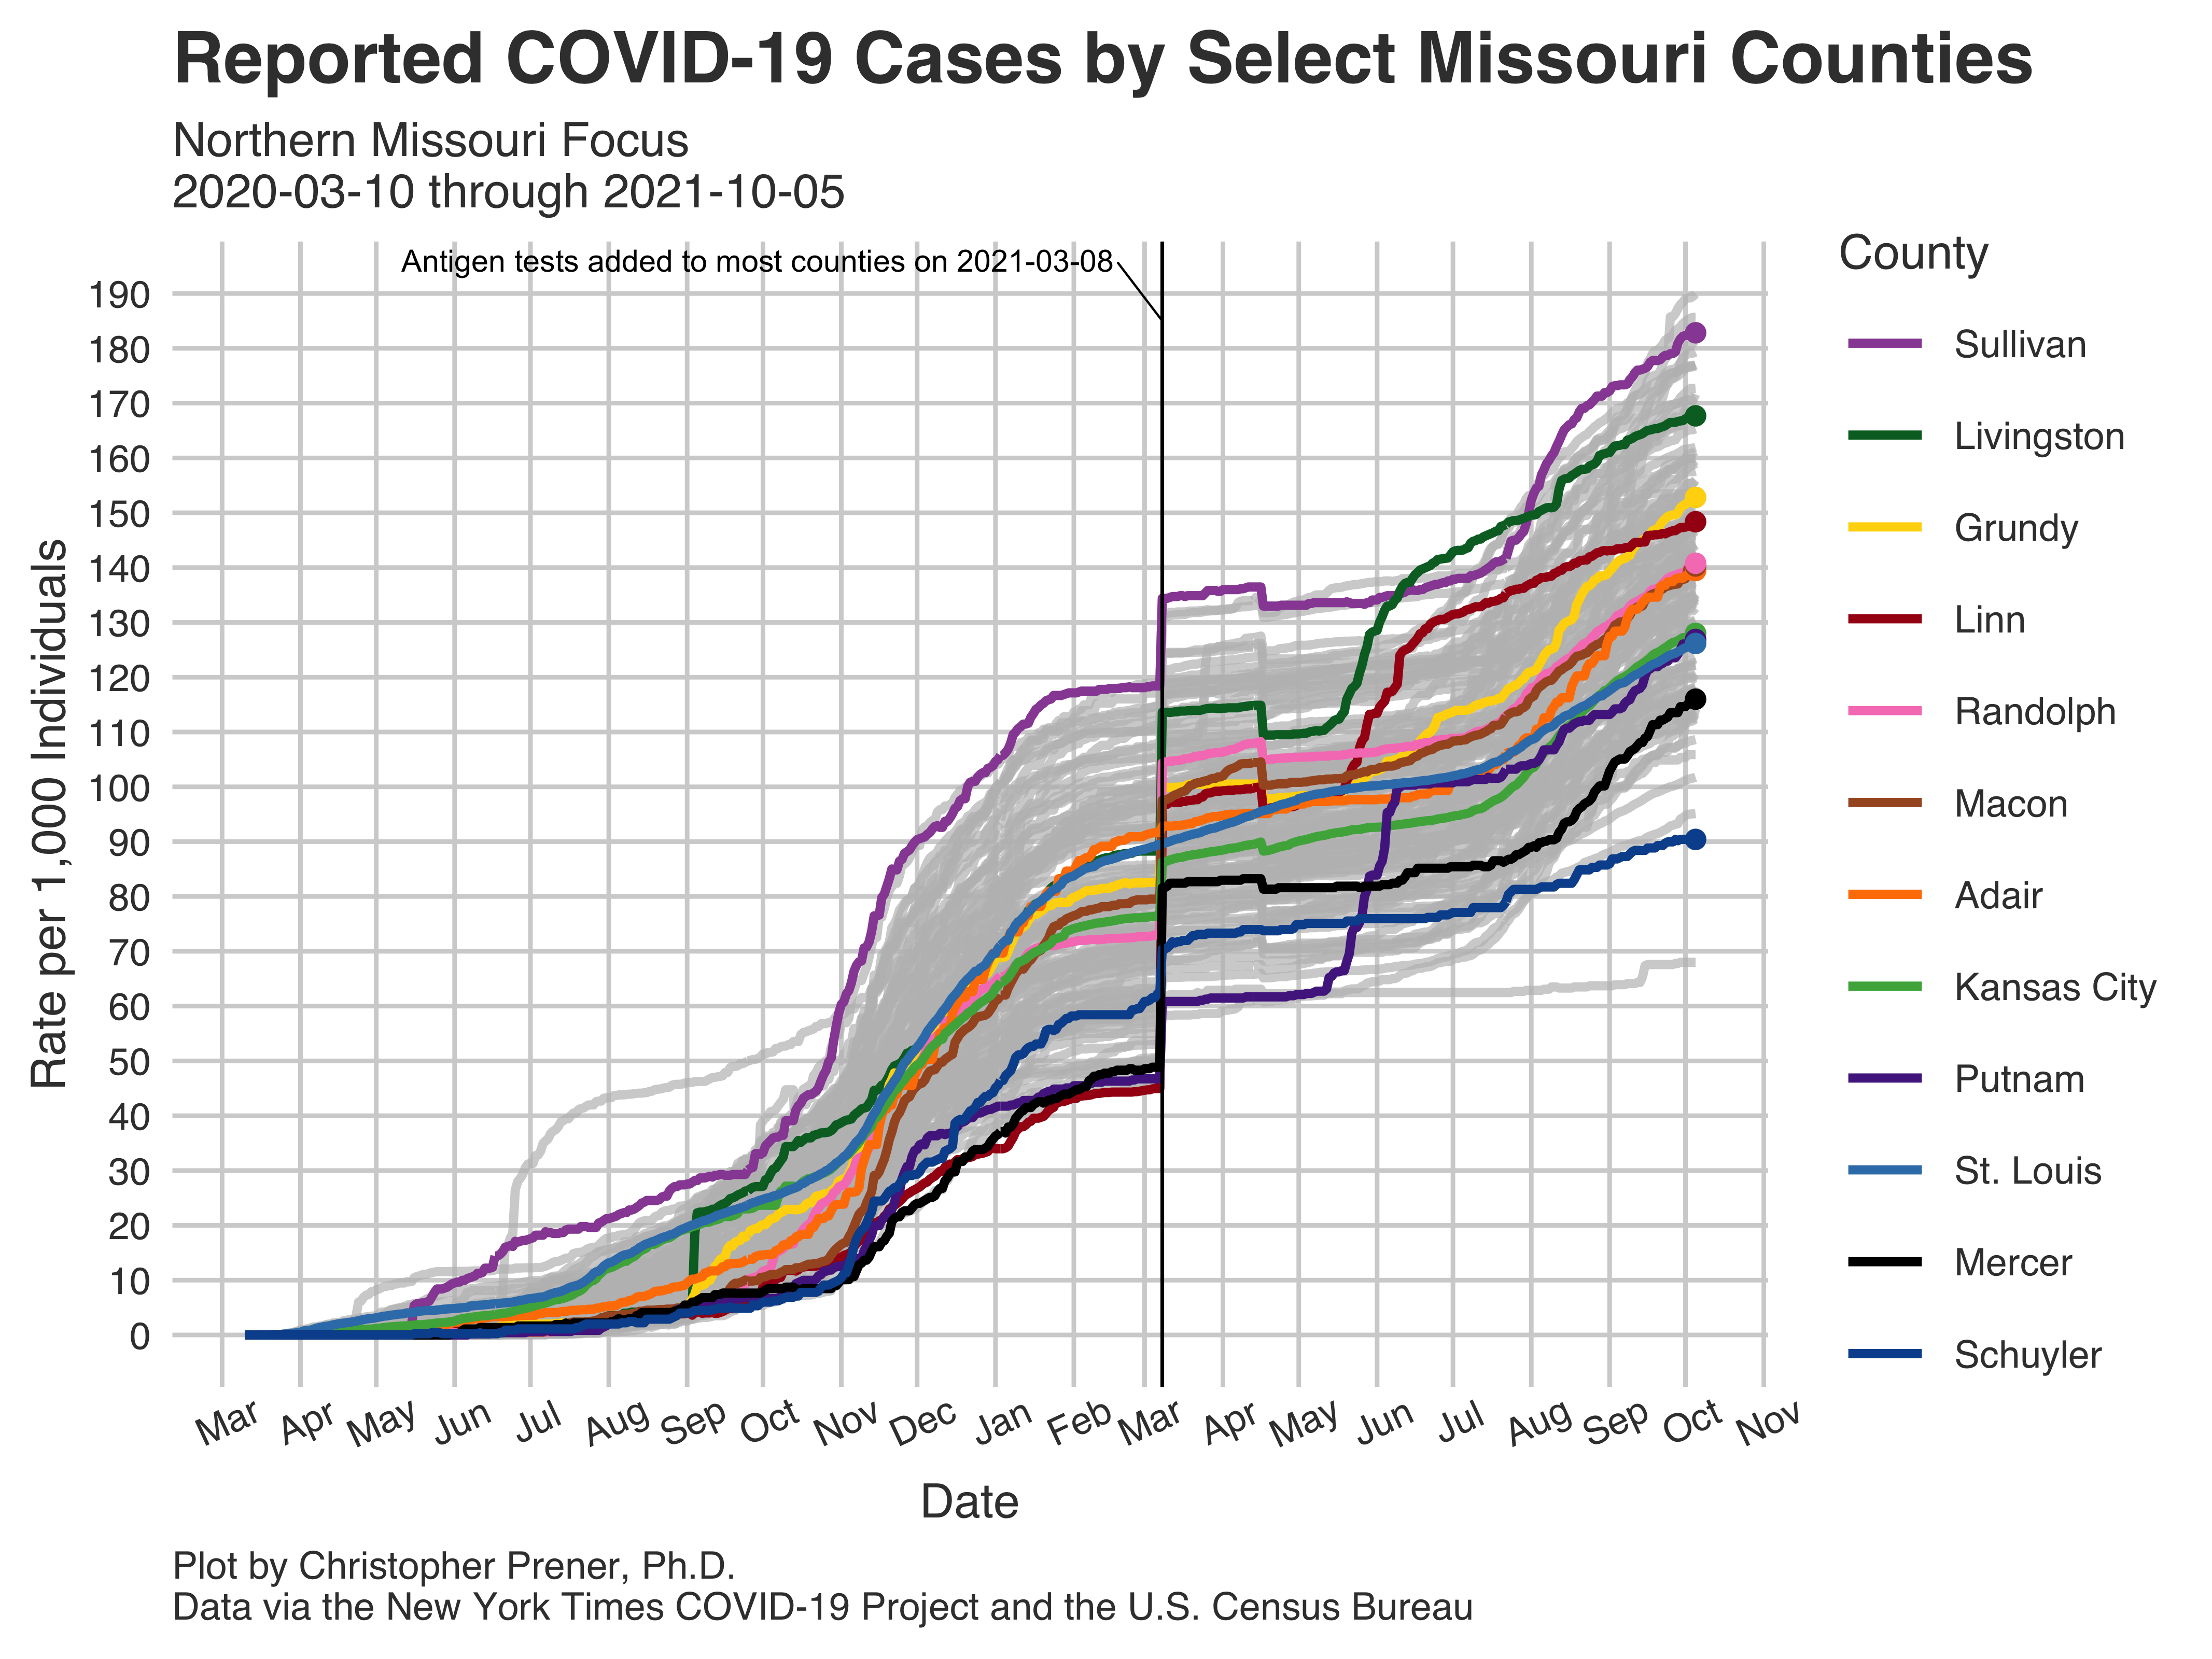 Reported COVID-19 Cases by Select Missouri Counties
Northern Missouri Focus
2020-03-10 through 2021-10-05
Antigen tests added to most counties on 2021-03-08
Rate per 1,000 Individuals
190
180
170
160
150
140
130
120
110
100
90
80
70
60
50
40
30
20
10
0
Mar Apr May Jun Jul Aug Sep Oct Nov Dec Jan Feb Mar Apr May Jun Jul Aug Sep Oct Nov
Date
County
Sullivan
Livingston
Grundy
Linn
Randolph
Macon
Adair
Kansas City
Putnam
St. Louis
Mercer
Schuyler
Plot by Christopher Prener, Ph.D.
Data via the New York Times COVID-19 Project and the U.S. Census Bureau